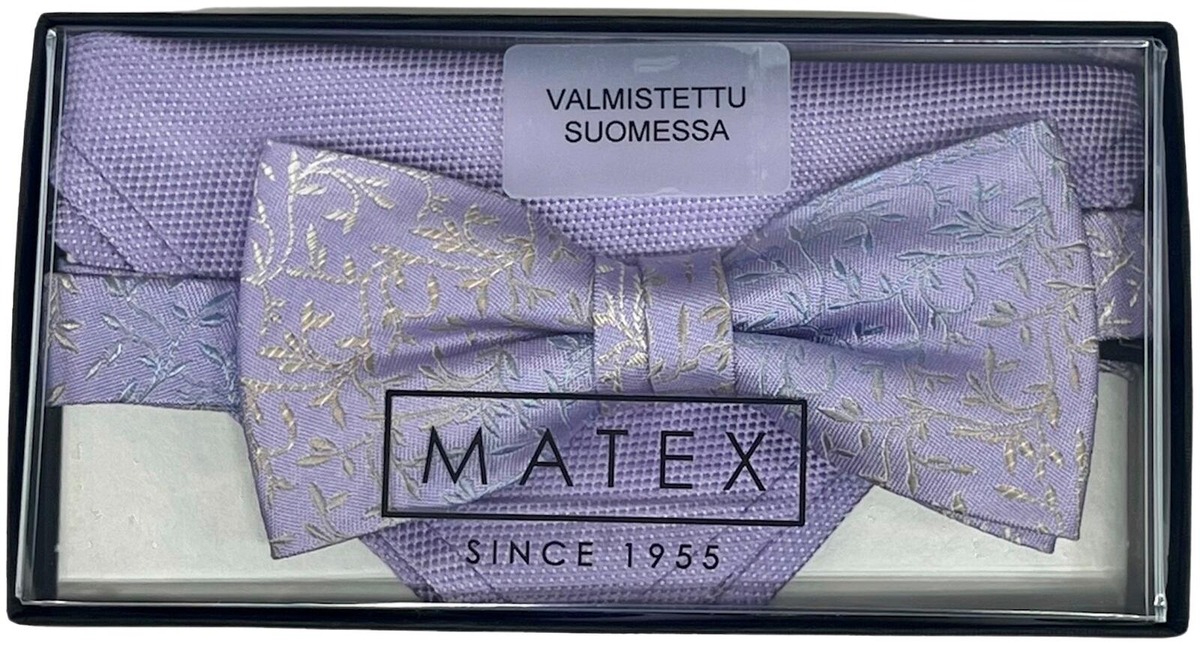 VALMISTETTU
SUOMESSA
MATEX
SINCE 1955